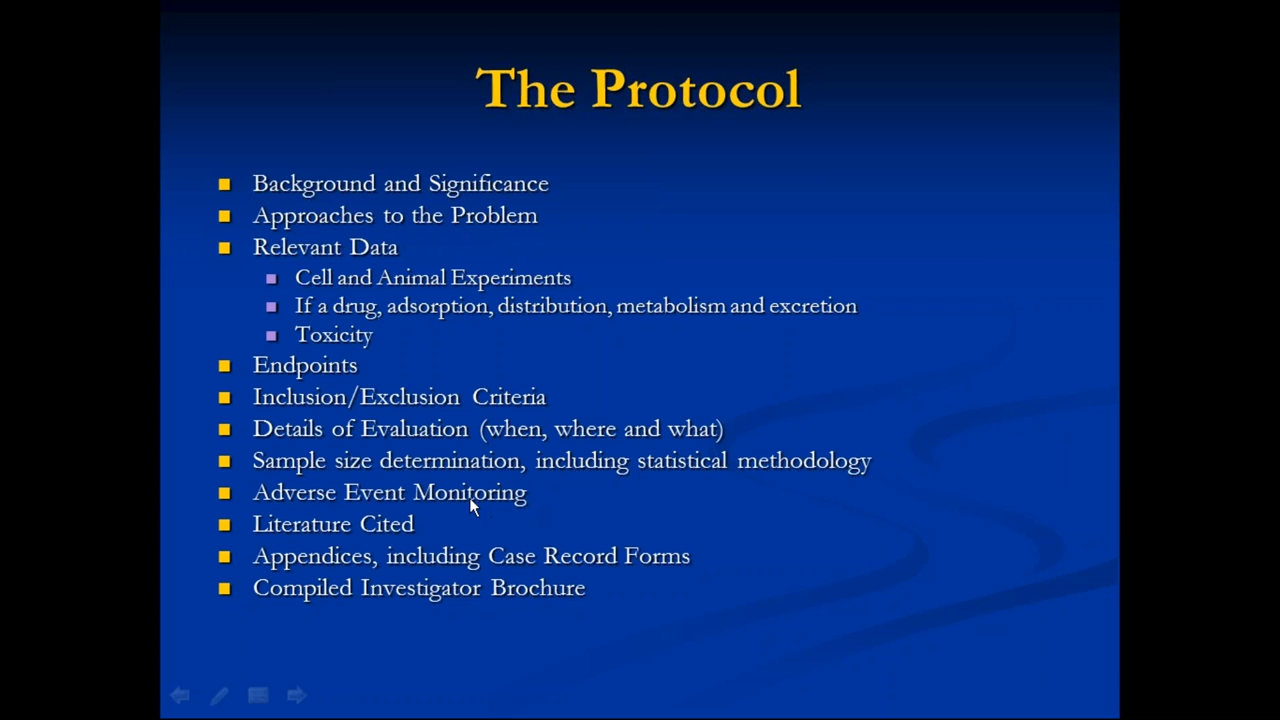 The Protocol
Background and Significance
Approaches to the Problem
Relevant Data
Cell and Animal Experiments
If a drug, adsorption, distribution, metabolism and excretion
Toxicity
Endpoints
Inclusion/Exclusion Criteria
Details of Evaluation (when, where and what)
Sample size determination, including statistical methodology
Adverse Event Monitoring
Literature Cited
Appendices, including Case Record Forms
Compiled Investigator Brochure